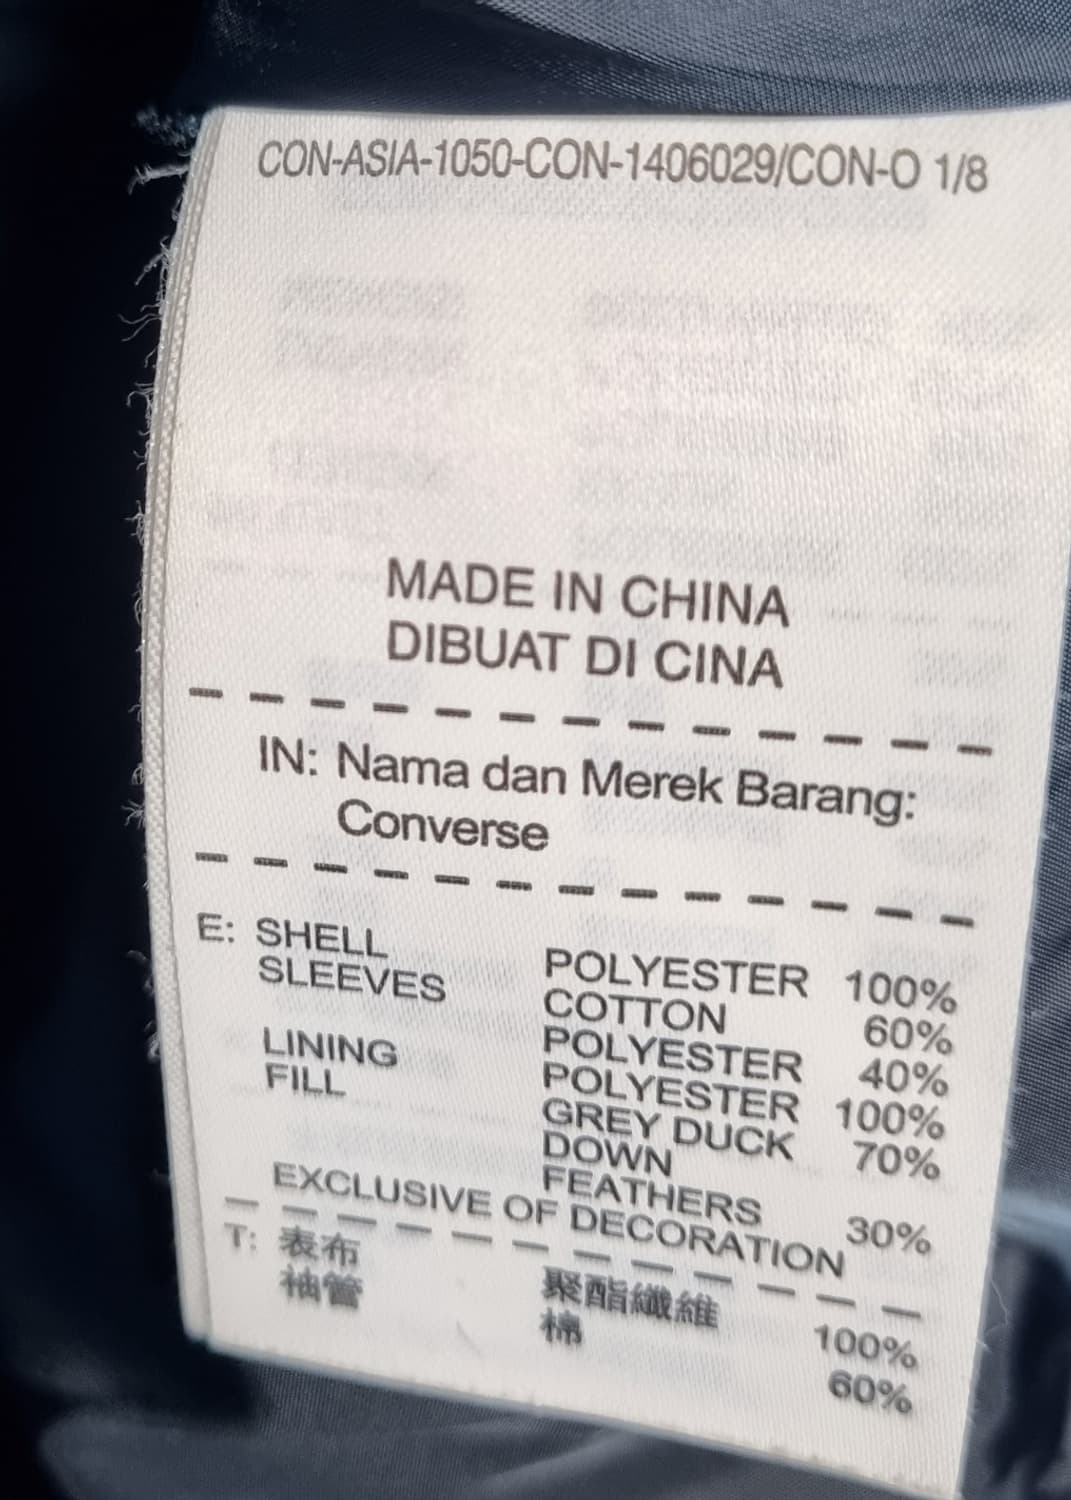 CON-ASIA-1050-CON-1406029/CON-O 1/8
MADE IN CHINA
DIBUAT DI CINA
IN: Nama dan Merek Barang:
Converse
E: SHELL POLYESTER 100%
SLEEVES COTTON 60%
POLYESTER 40%
LINING POLYESTER 100%
FILL GREY DUCK 70%
DOWN
FEATHERS 30%
EXCLUSIVE OF DECORATION
T: 表布 聚酯纖維 100%
袖管 棉 60%